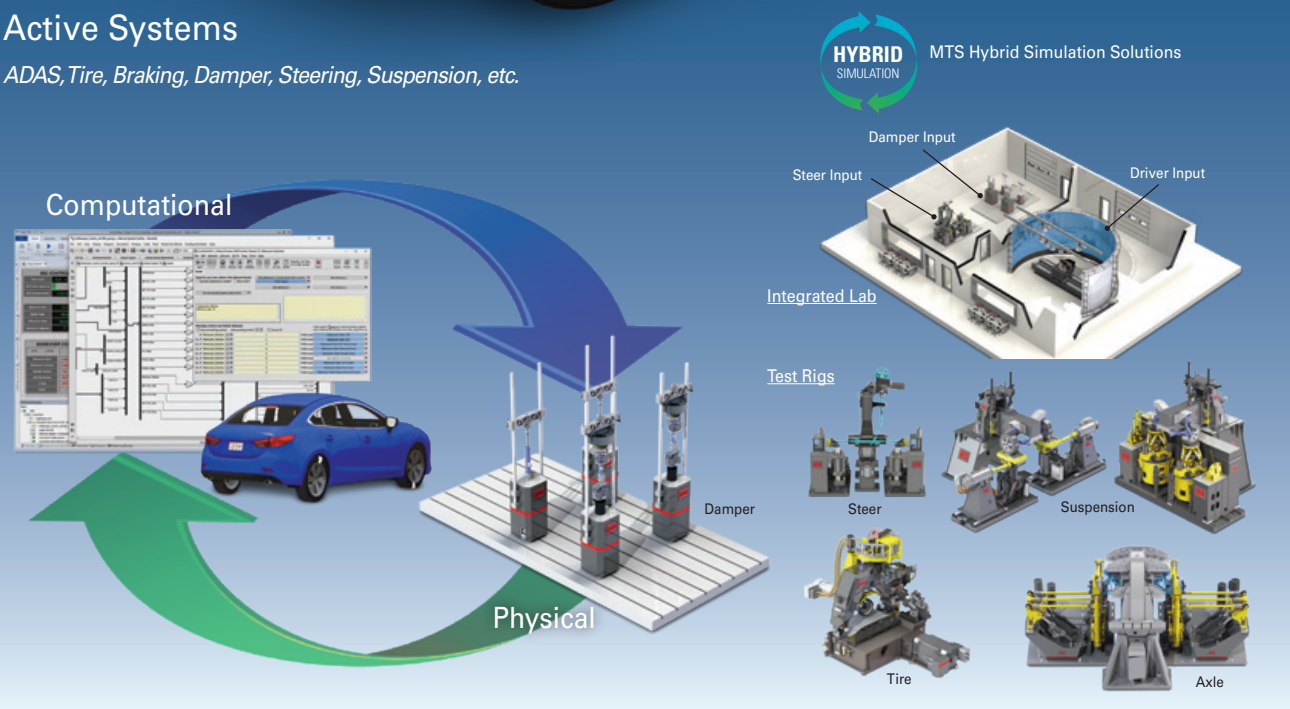 Active Systems
ADAS, Tire, Braking, Damper, Steering, Suspension, etc.
HYBRID
SIMULATION
MTS Hybrid Simulation Solutions
Damper Input
Steer Input
Driver Input
Computational
Integrated Lab
Test Rigs
Damper
Steer
Suspension
Physical
Tire
Axle